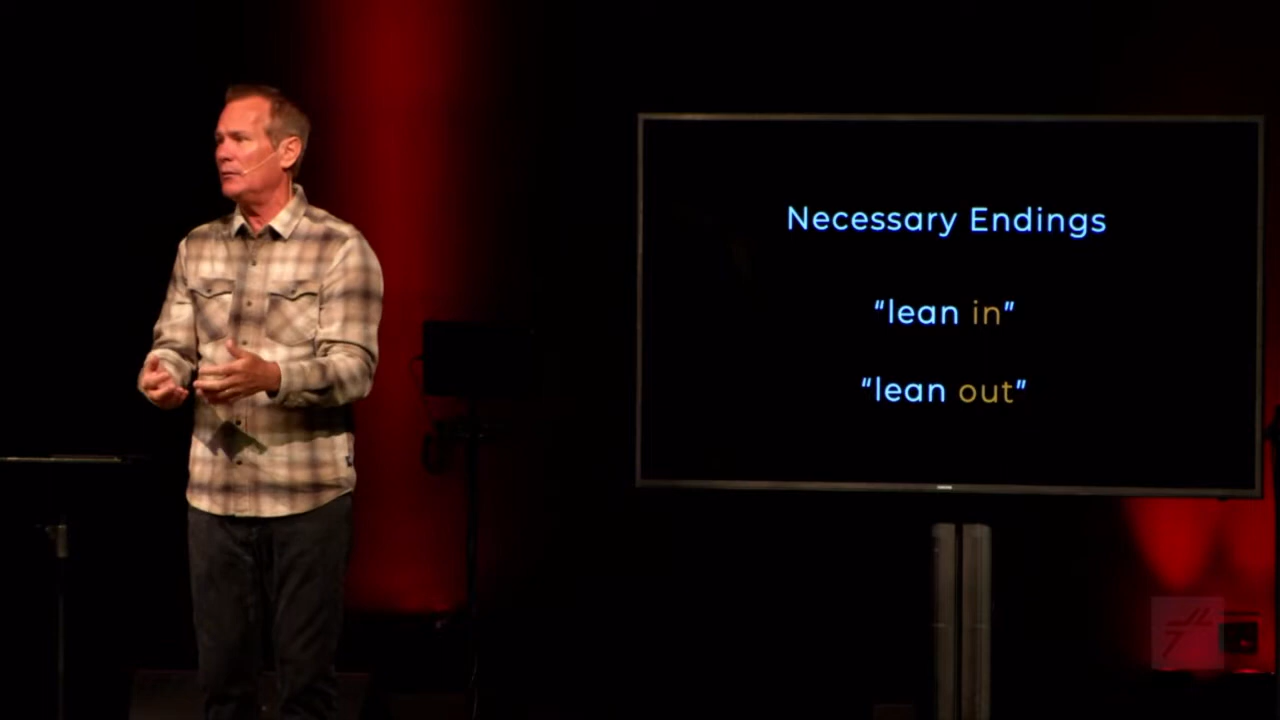 Necessary Endings
“lean in”
“lean out”